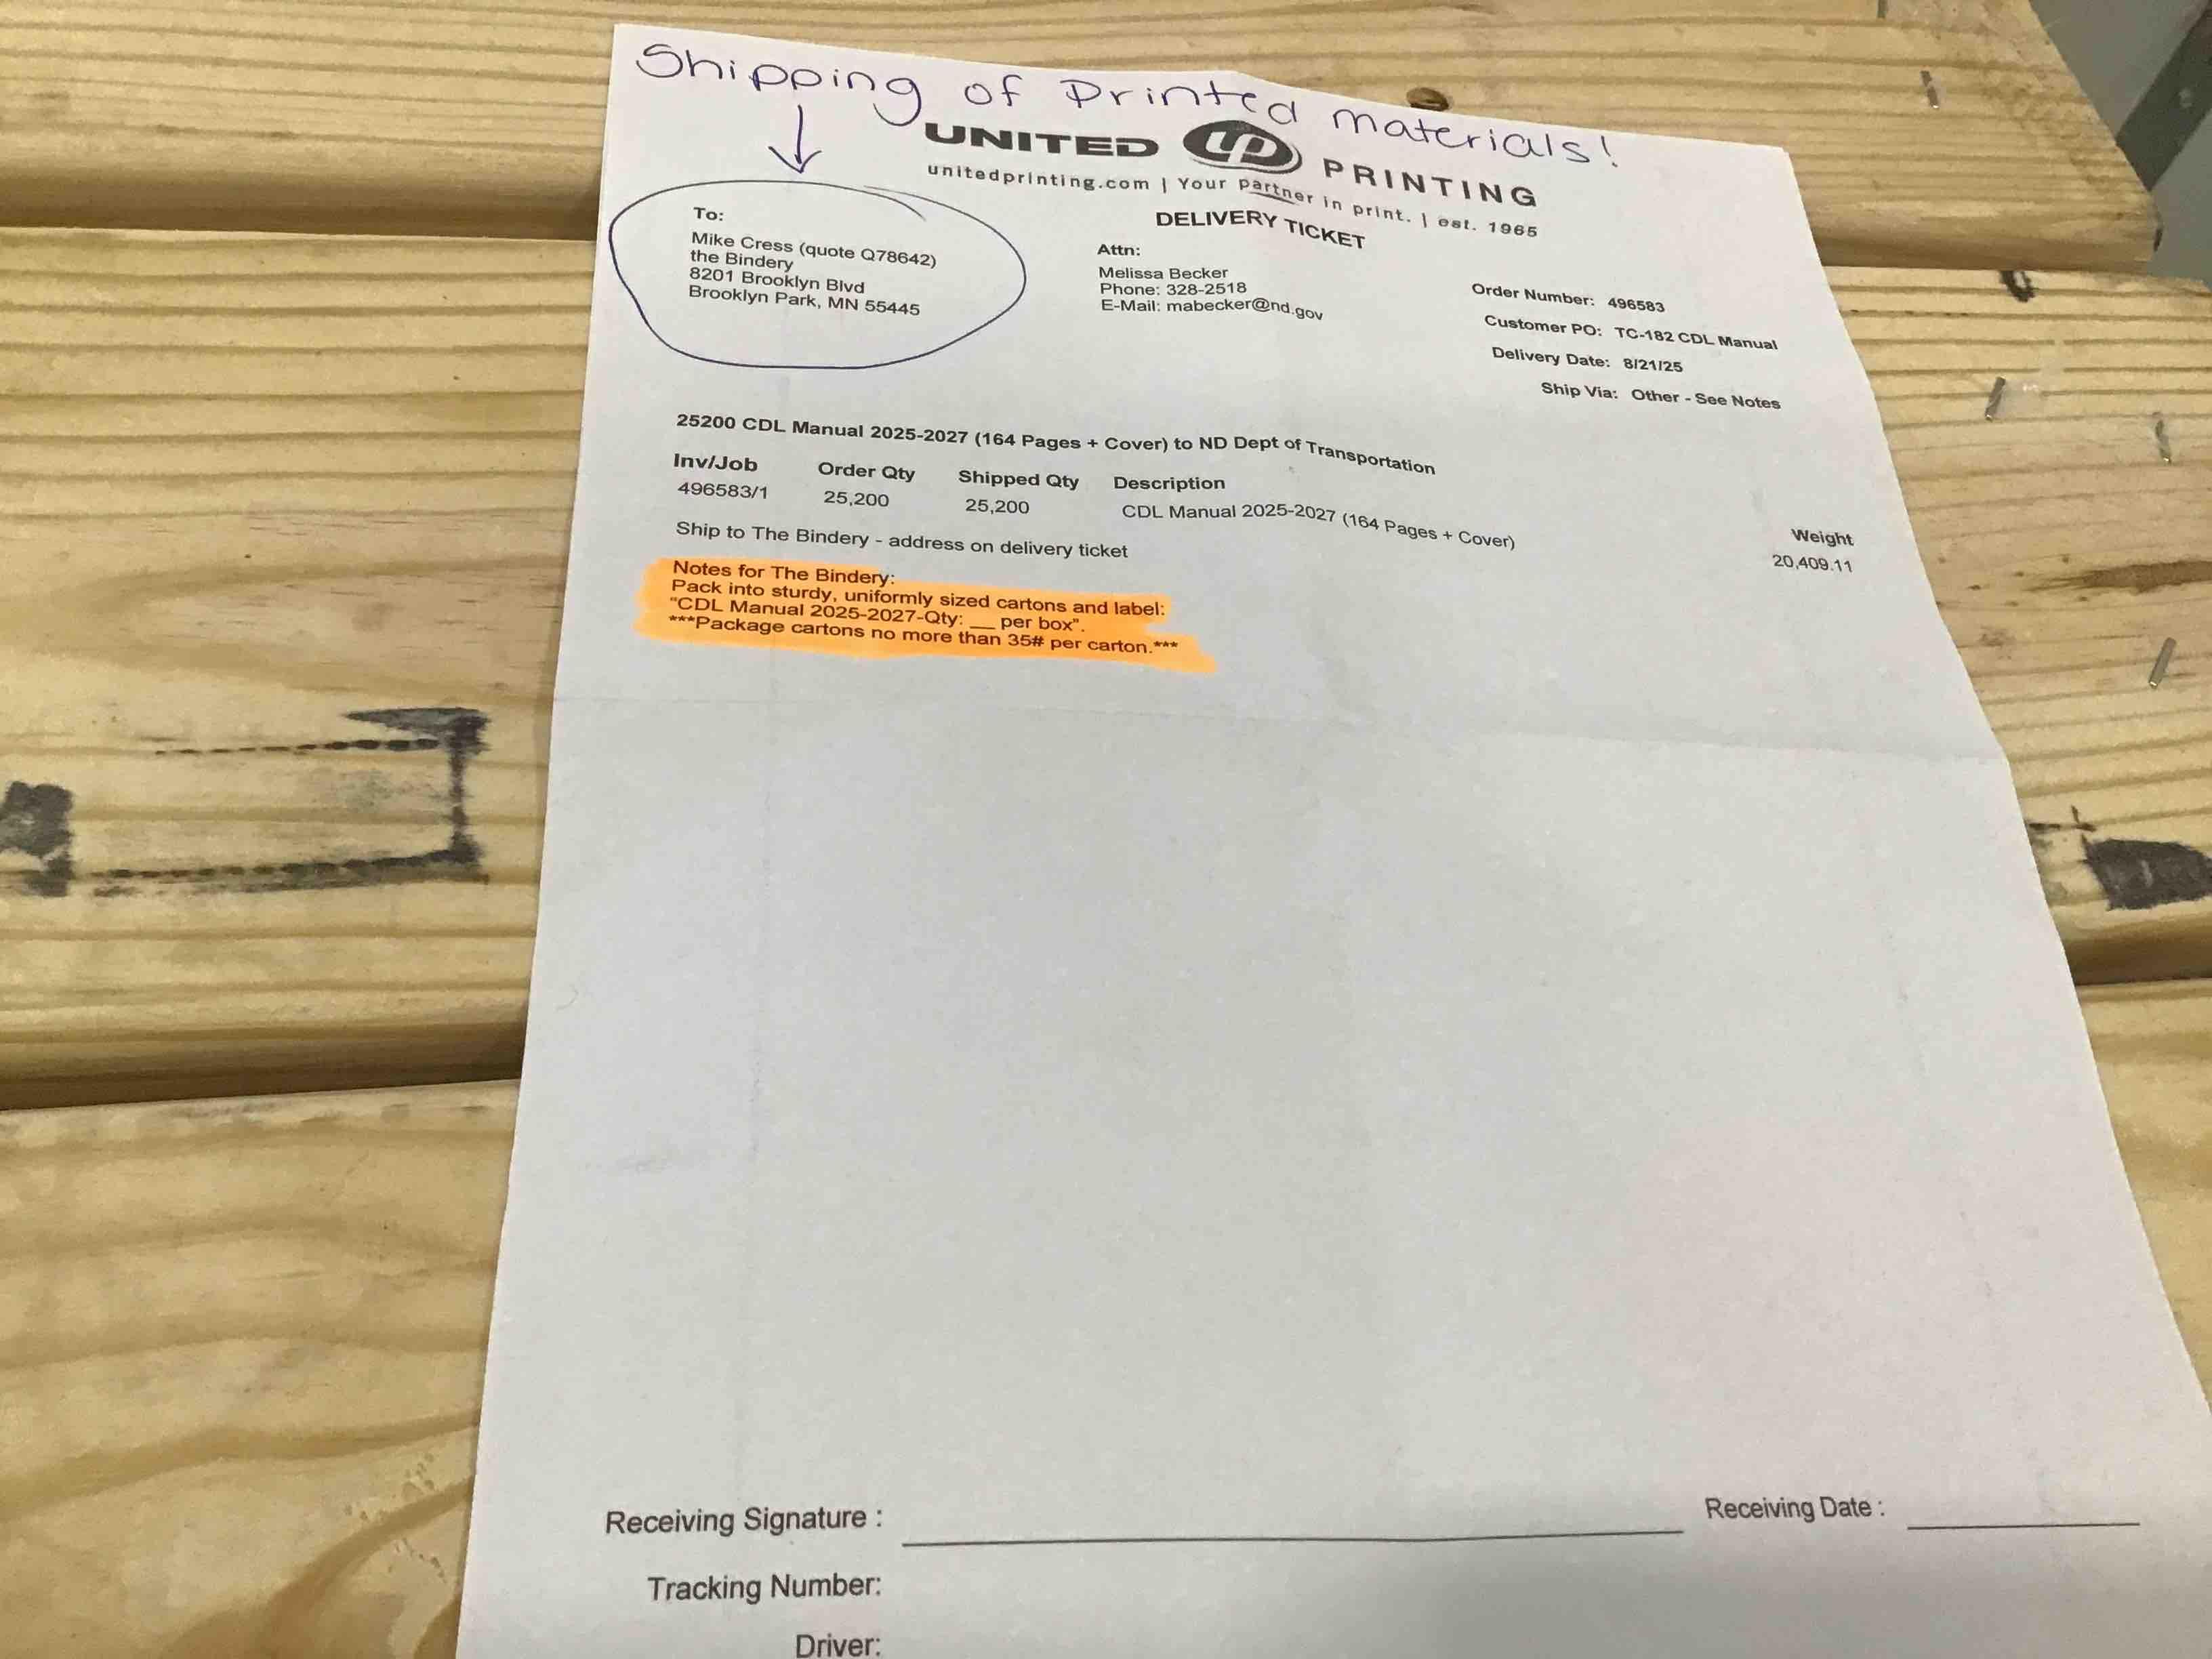 Shipping of Printed materials!
UNITED UP PRINTING
unitedprinting.com | Your partner in print. | est. 1965
DELIVERY TICKET
To:
Mike Cress (quote Q78642)
the Bindery
8201 Brooklyn Blvd
Brooklyn Park, MN 55445
Attn:
Melissa Becker
Phone: 328-2518
E-Mail: mabecker@nd.gov
Order Number: 496583
Customer PO: TC-182 CDL Manual
Delivery Date: 8/21/25
Ship Via: Other - See Notes
25200 CDL Manual 2025-2027 (164 Pages + Cover) to ND Dept of Transportation
Inv/Job Order Qty Shipped Qty Description Weight
496583/1 25,200 25,200 CDL Manual 2025-2027 (164 Pages + Cover) 20,409.11
Ship to The Bindery - address on delivery ticket
Notes for The Bindery:
Pack into sturdy, uniformly sized cartons and label:
"CDL Manual 2025-2027-Qty: __ per box".
***Package cartons no more than 35# per carton.***
Receiving Signature : Receiving Date :
Tracking Number:
Driver: